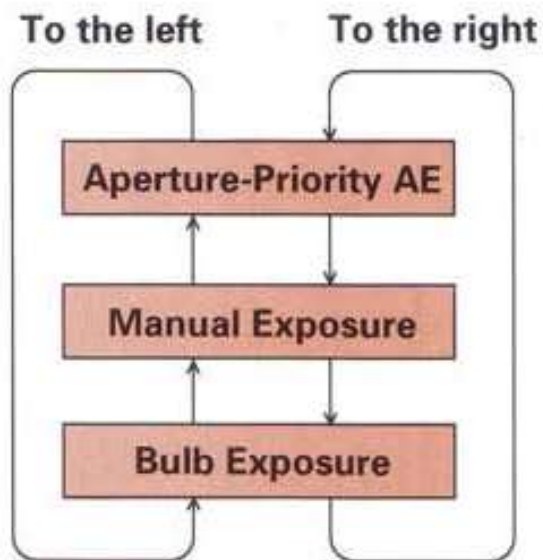 To the left
To the right
Aperture-Priority AE
Manual Exposure
Bulb Exposure